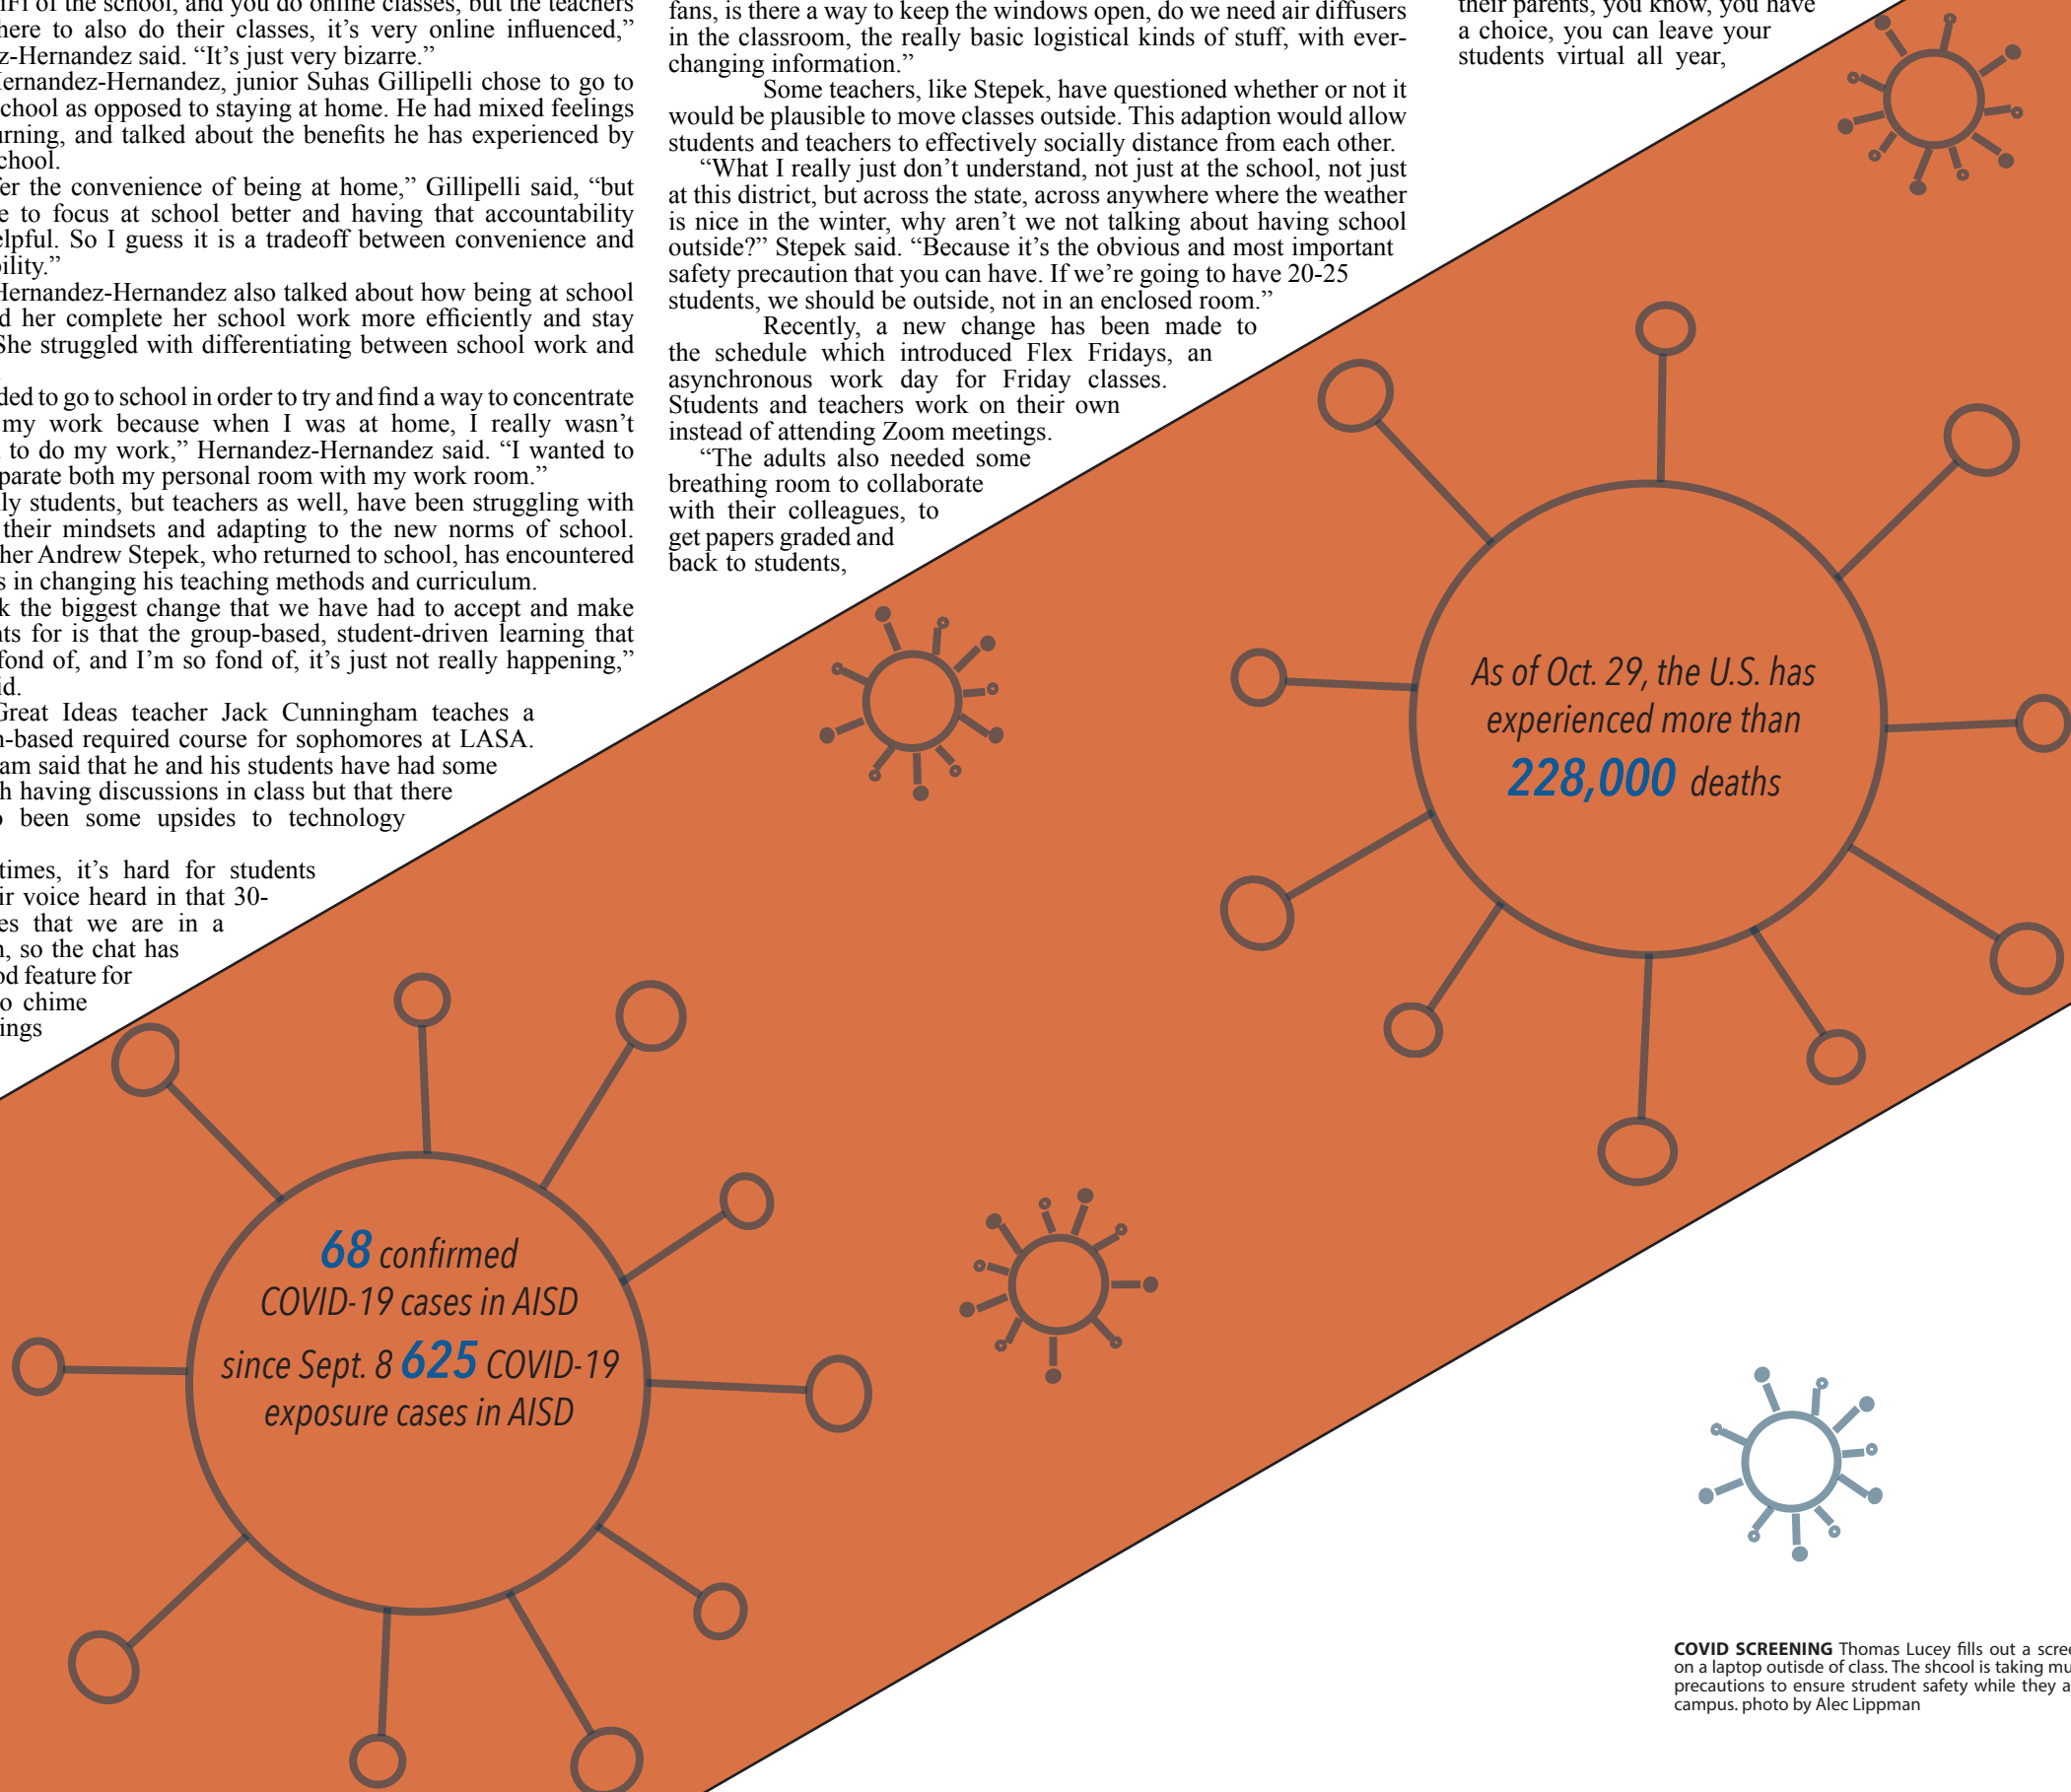 iFi of the school, and you do online classes, but the teachers
here to also do their classes, it’s very online influenced,”
z-Hernandez said. “It’s just very bizarre.”
ernandez-Hernandez, junior Suhas Gillipelli chose to go to
chool as opposed to staying at home. He had mixed feelings
urning, and talked about the benefits he has experienced by
chool.
er the convenience of being at home,” Gillipelli said, “but
e to focus at school better and having that accountability
elpful. So I guess it is a tradeoff between convenience and
bility.”
Hernandez-Hernandez also talked about how being at school
d her complete her school work more efficiently and stay
She struggled with differentiating between school work and
ded to go to school in order to try and find a way to concentrate
my work because when I was at home, I really wasn’t
to do my work,” Hernandez-Hernandez said. “I wanted to
parate both my personal room with my work room.”
ly students, but teachers as well, have been struggling with
their mindsets and adapting to the new norms of school.
her Andrew Stepek, who returned to school, has encountered
s in changing his teaching methods and curriculum.
k the biggest change that we have had to accept and make
nts for is that the group-based, student-driven learning that
fond of, and I’m so fond of, it’s just not really happening,”
id.
Great Ideas teacher Jack Cunningham teaches a
n-based required course for sophomores at LASA.
am said that he and his students have had some
h having discussions in class but that there
o been some upsides to technology
times, it’s hard for students
ir voice heard in that 30-
es that we are in a
n, so the chat has
od feature for
o chime
ings
fans, is there a way to keep the windows open, do we need air diffusers
in the classroom, the really basic logistical kinds of stuff, with ever-
changing information.”
Some teachers, like Stepek, have questioned whether or not it
would be plausible to move classes outside. This adaption would allow
students and teachers to effectively socially distance from each other.
“What I really just don’t understand, not just at the school, not just
at this district, but across the state, across anywhere where the weather
is nice in the winter, why aren’t we not talking about having school
outside?” Stepek said. “Because it’s the obvious and most important
safety precaution that you can have. If we’re going to have 20-25
students, we should be outside, not in an enclosed room.”
Recently, a new change has been made to
the schedule which introduced Flex Fridays, an
asynchronous work day for Friday classes.
Students and teachers work on their own
instead of attending Zoom meetings.
“The adults also needed some
breathing room to collaborate
with their colleagues, to
get papers graded and
back to students,
their parents, you know, you have
a choice, you can leave your
students virtual all year,
As of Oct. 29, the U.S. has
experienced more than
228,000 deaths
68 confirmed
COVID-19 cases in AISD
since Sept. 8 625 COVID-19
exposure cases in AISD
COVID SCREENING Thomas Lucey fills out a scree
on a laptop outisde of class. The shcool is taking mu
precautions to ensure strudent safety while they a
campus. photo by Alec Lippman